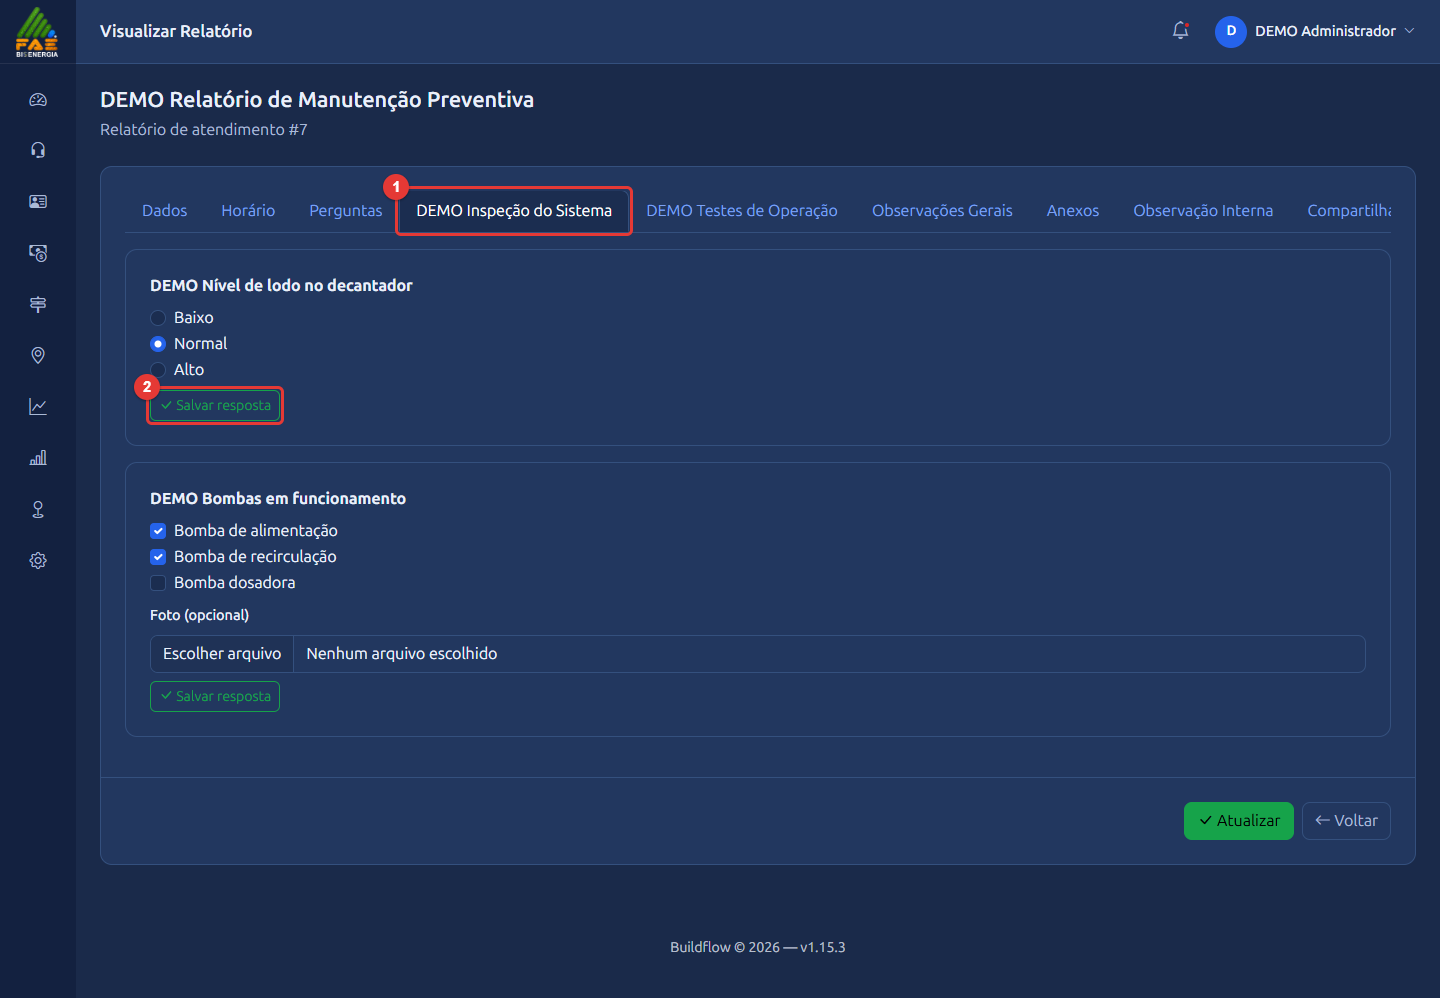 FAE
BIOENERGIA
Visualizar Relatório
D
DEMO Administrador
DEMO Relatório de Manutenção Preventiva
Relatório de atendimento #7
1
Dados
Horário
Perguntas
DEMO Inspeção do Sistema
DEMO Testes de Operação
Observações Gerais
Anexos
Observação Interna
Compartilha
DEMO Nível de lodo no decantador
Baixo
Normal
Alto
2
Salvar resposta
DEMO Bombas em funcionamento
Bomba de alimentação
Bomba de recirculação
Bomba dosadora
Foto (opcional)
Escolher arquivo
Nenhum arquivo escolhido
Salvar resposta
Atualizar
Voltar
Buildflow © 2026 — v1.15.3